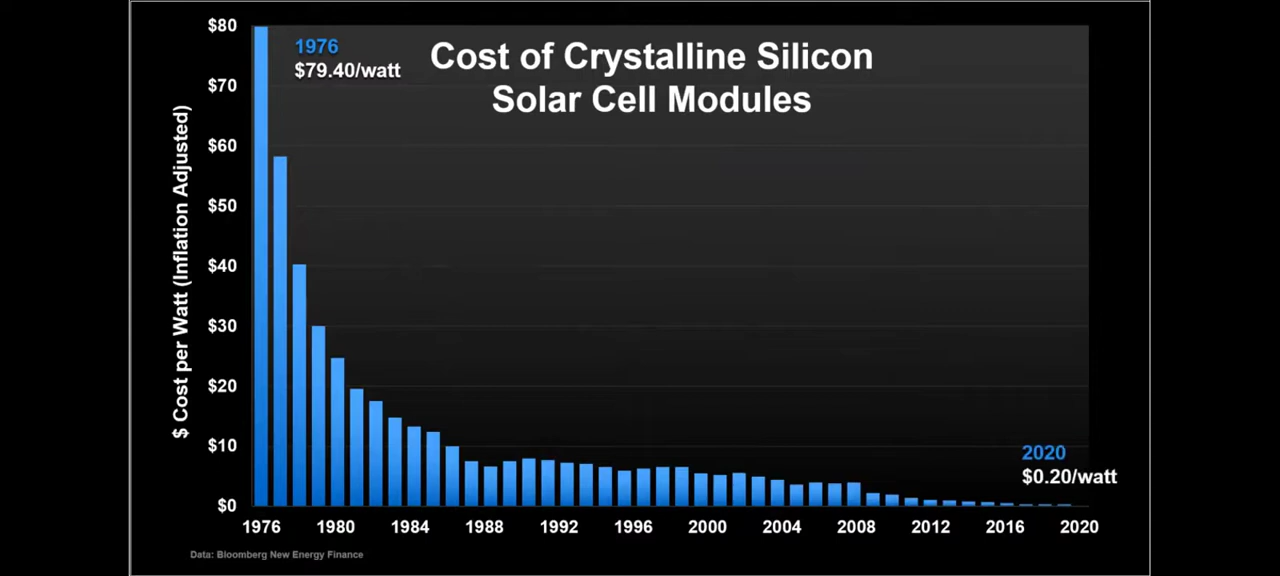 Cost of Crystalline Silicon
Solar Cell Modules
$ Cost per Watt (Inflation Adjusted)
$80
$70
$60
$50
$40
$30
$20
$10
$0
1976
$79.40/watt
2020
$0.20/watt
1976 1980 1984 1988 1992 1996 2000 2004 2008 2012 2016 2020
Data: Bloomberg New Energy Finance